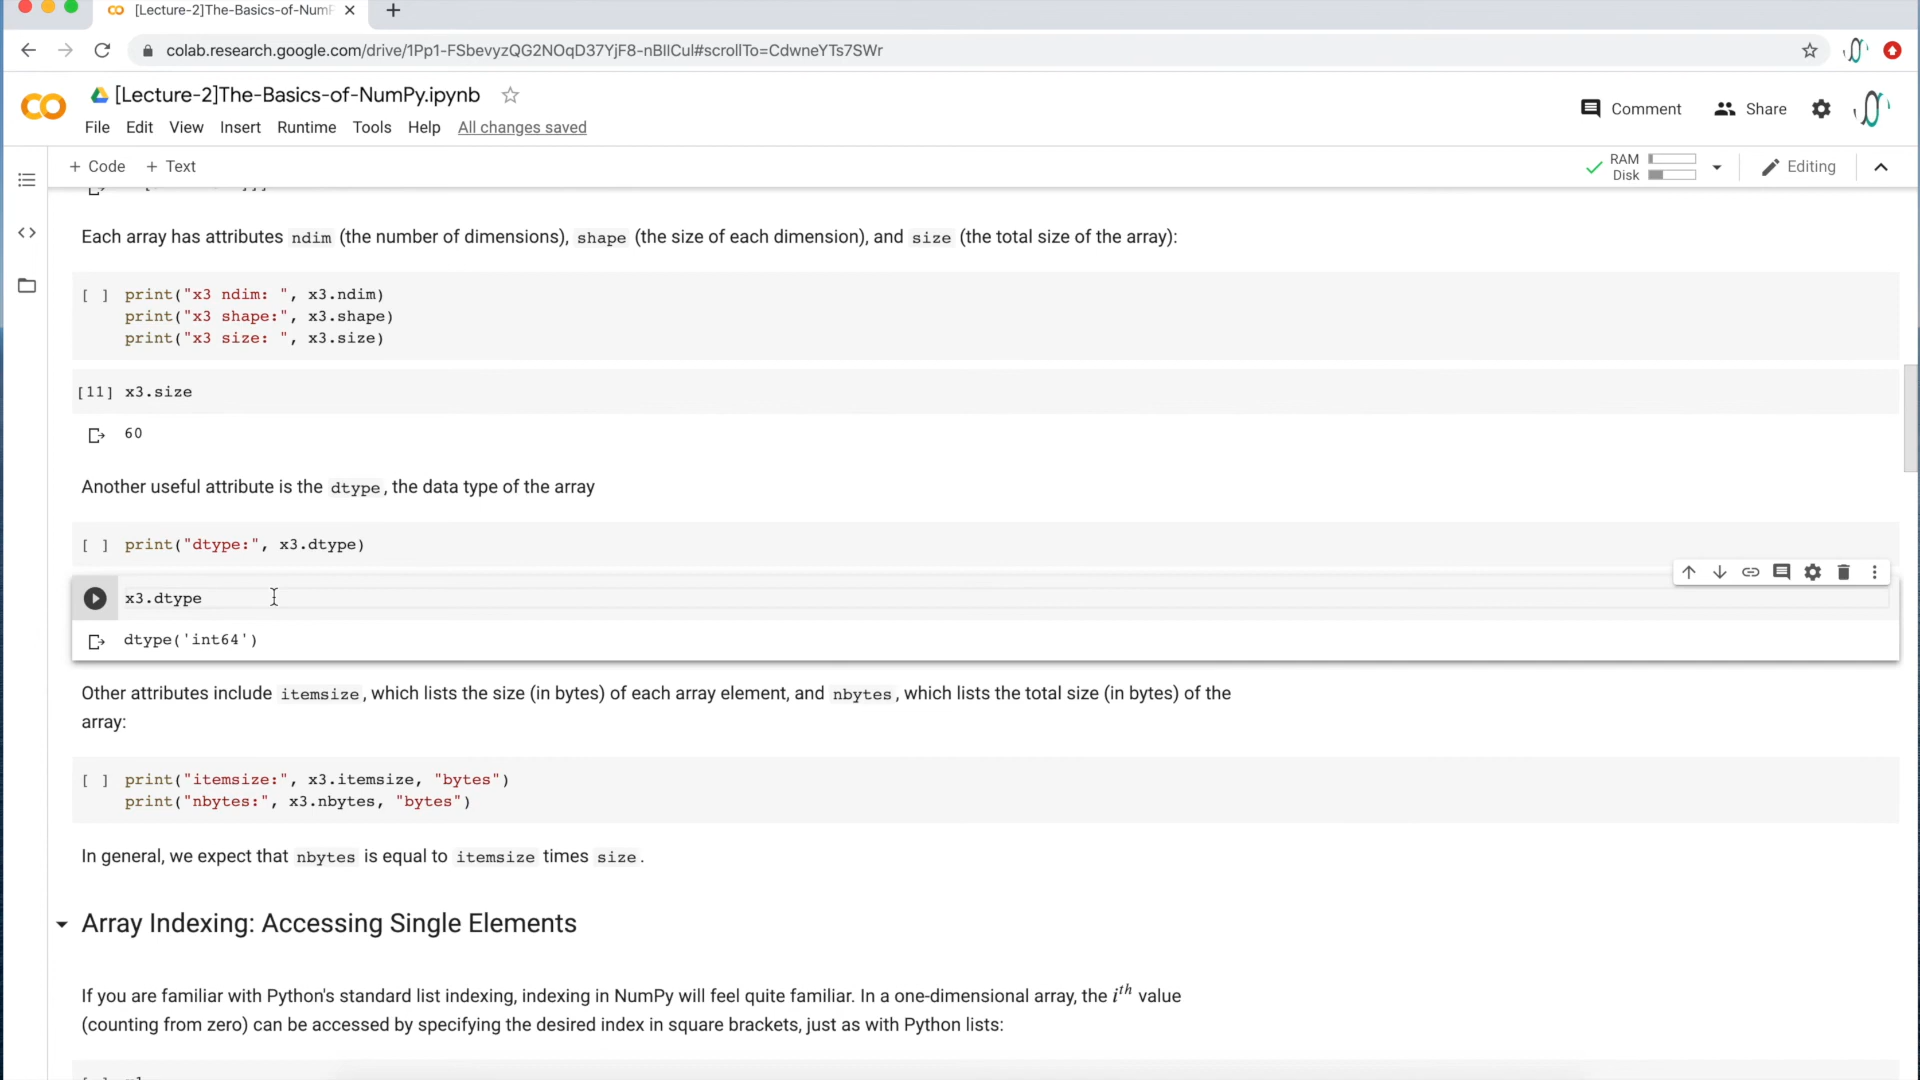 [Lecture-2]The-Basics-of-NumP
colab.research.google.com/drive/1Pp1-FSbevyzQG2NOqD37YjF8-nBIlCul#scrollTo=CdwneYTs7SWr
[Lecture-2]The-Basics-of-NumPy.ipynb
Comment Share
File Edit View Insert Runtime Tools Help All changes saved
+ Code + Text
RAM
Disk
Editing
Each array has attributes ndim (the number of dimensions), shape (the size of each dimension), and size (the total size of the array):
[ ] print("x3 ndim: ", x3.ndim)
print("x3 shape:", x3.shape)
print("x3 size: ", x3.size)
[11] x3.size
60
Another useful attribute is the dtype, the data type of the array
[ ] print("dtype:", x3.dtype)
x3.dtype
dtype('int64')
Other attributes include itemsize, which lists the size (in bytes) of each array element, and nbytes, which lists the total size (in bytes) of the
array:
[ ] print("itemsize:", x3.itemsize, "bytes")
print("nbytes:", x3.nbytes, "bytes")
In general, we expect that nbytes is equal to itemsize times size.
Array Indexing: Accessing Single Elements
If you are familiar with Python's standard list indexing, indexing in NumPy will feel quite familiar. In a one-dimensional array, the i^th value
(counting from zero) can be accessed by specifying the desired index in square brackets, just as with Python lists: